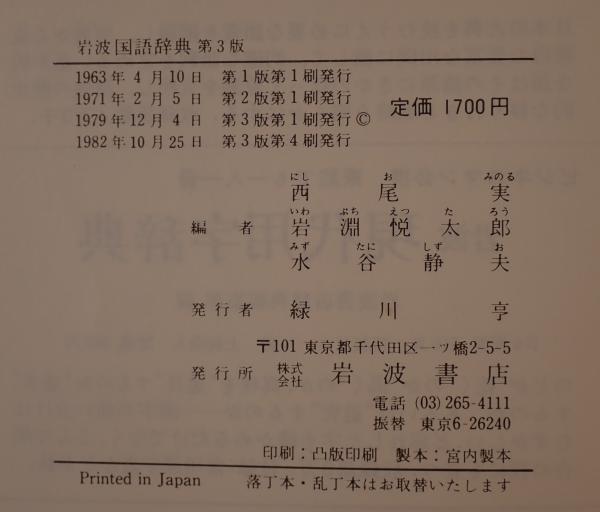 岩波国語辞典 第3版
1963年4月10日 第1版第1刷発行
1971年2月5日 第2版第1刷発行
1979年12月4日 第3版第1刷発行 ©
1982年10月25日 第3版第4刷発行
定価 1700円
にし お みのる
西尾実
いわ ぶち えつ た ろう
編者 岩淵悦太郎
みず たに しず お
水谷静夫
発行者 緑川亨
〒101 東京都千代田区一ッ橋2-5-5
発行所 株式会社 岩波書店
電話 (03)265-4111
振替 東京6-26240
印刷:凸版印刷 製本:宮内製本
Printed in Japan 落丁本・乱丁本はお取替いたします